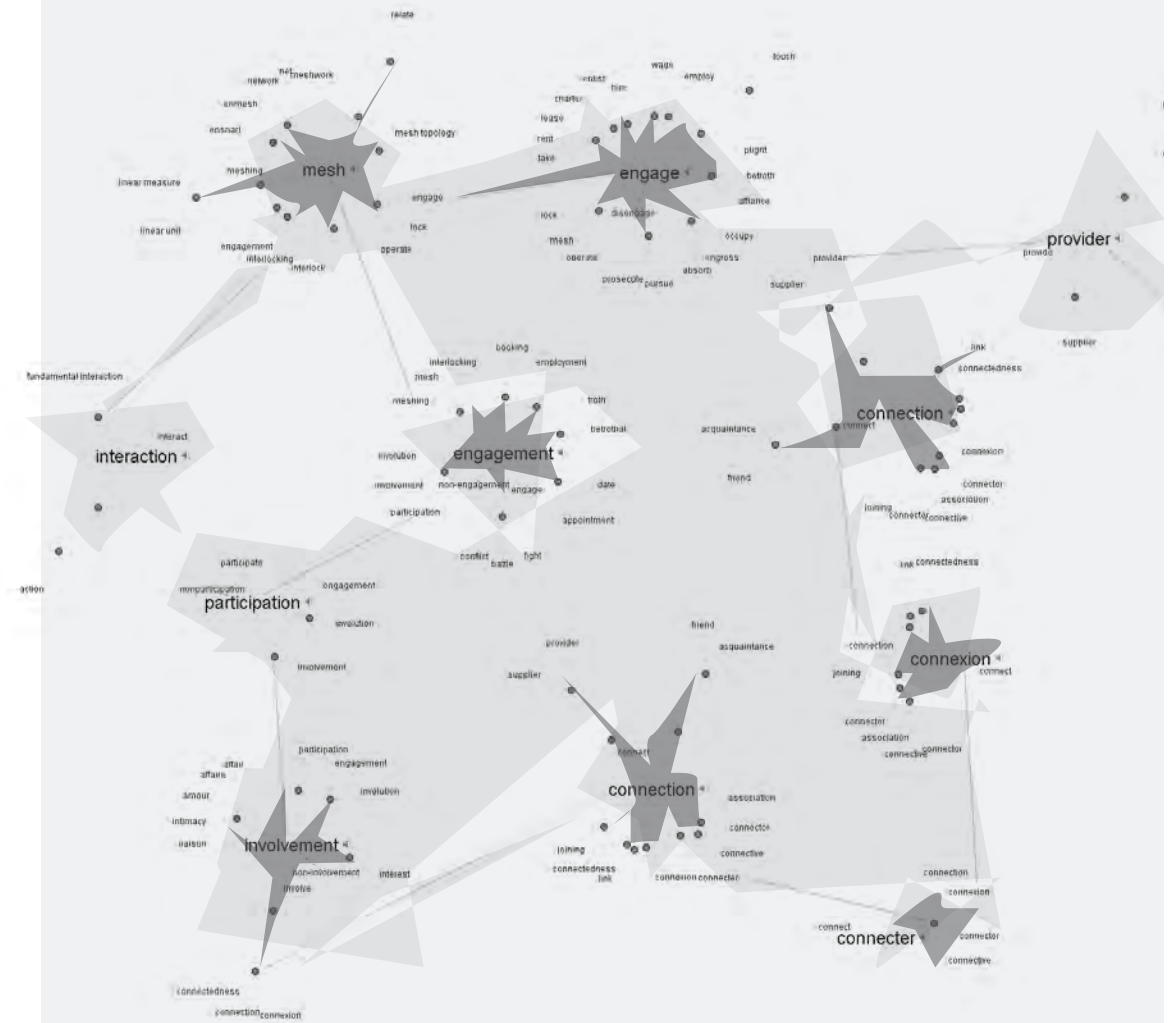 relate
touch
wage
employ
enlist
hire
net
meshwork
network
charter
enmesh
lease
ensnarl
mesh topology
rent
plight
take
mesh
engage
meshing
betroth
linear measure
engage
affiance
lock
disengage
linear unit
lock
occupy
provider
mesh
engagement
operate
provide
interlocking
operate
engross
provider
interlock
absorb
prosecute
pursue
supplier
supplier
booking
link
interlocking
employment
connectedness
mesh
fundamental interaction
meshing
troth
connection
connect
acquaintance
betrothal
interact
interaction
engagement
connexion
involution
friend
involvement
non-engagement
engage
date
connector
association
joining
connector
connective
participation
appointment
conflict
battle
fight
participate
link
connectedness
action
nonparticipation
engagement
participation
involution
friend
provider
connection
acquaintance
connexion
involvement
supplier
joining
connect
connector
association
participation
connective
connector
affair
engagement
connect
affaire
amour
involution
connection
association
intimacy
connector
liaison
involvement
joining
connective
non-involvement
interest
connectedness
connection
link
connexion
connecter
involve
connexion
connect
connecter
connector
connective
connectedness
connection
connexion